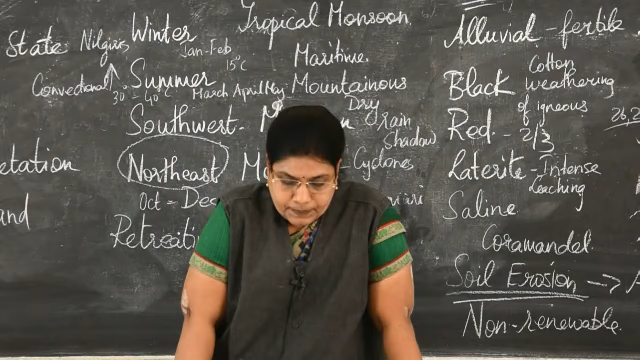 Tropical Monsoon
State
Nilgiris
Winter
Jan-Feb
15°C
Maritime
Convectional
Summer
30° - 40°C
March April May
Mountainous
Dry
Southwest - M
Rain
Shadow
Northeast
Cyclones
Oct - Dec
Retreati
etation
and
Alluvial - fertile
Cotton
Black weathering
of igneous
Red - 2/3
Laterite - Intense
Leaching
Saline
Coramandel
Soil Erosion → A
Non-renewable